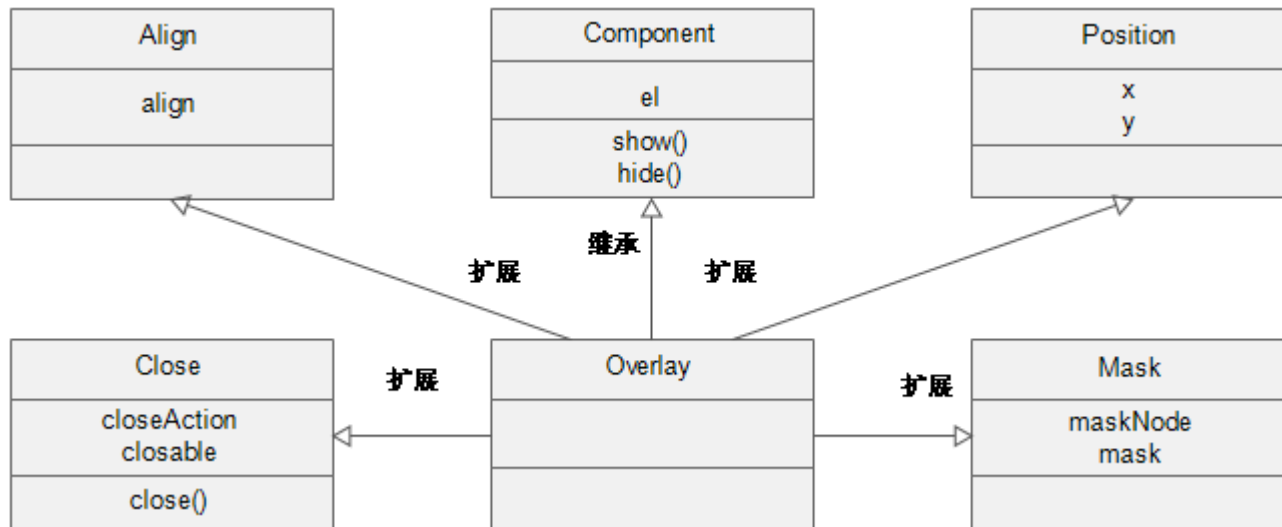 Align
align
Component
el
show()
hide()
Position
x
y
继承
扩展
扩展
Close
closeAction
closable
close()
扩展
Overlay
扩展
Mask
maskNode
mask